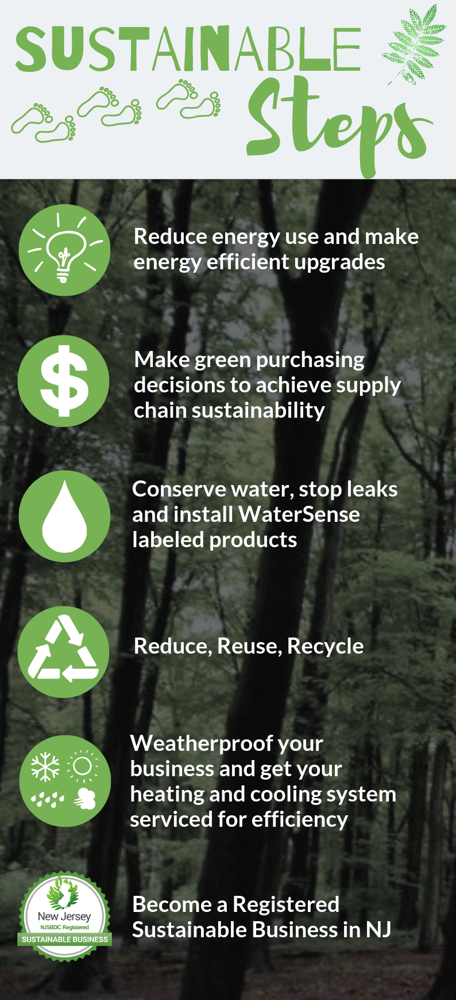 SUSTAINABLE
Steps
Reduce energy use and make
energy efficient upgrades
Make green purchasing
decisions to achieve supply
chain sustainability
Conserve water, stop leaks
and install WaterSense
labeled products
Reduce, Reuse, Recycle
Weatherproof your
business and get your
heating and cooling system
serviced for efficiency
New Jersey
NJSBDC Registered
SUSTAINABLE BUSINESS
Become a Registered
Sustainable Business in NJ